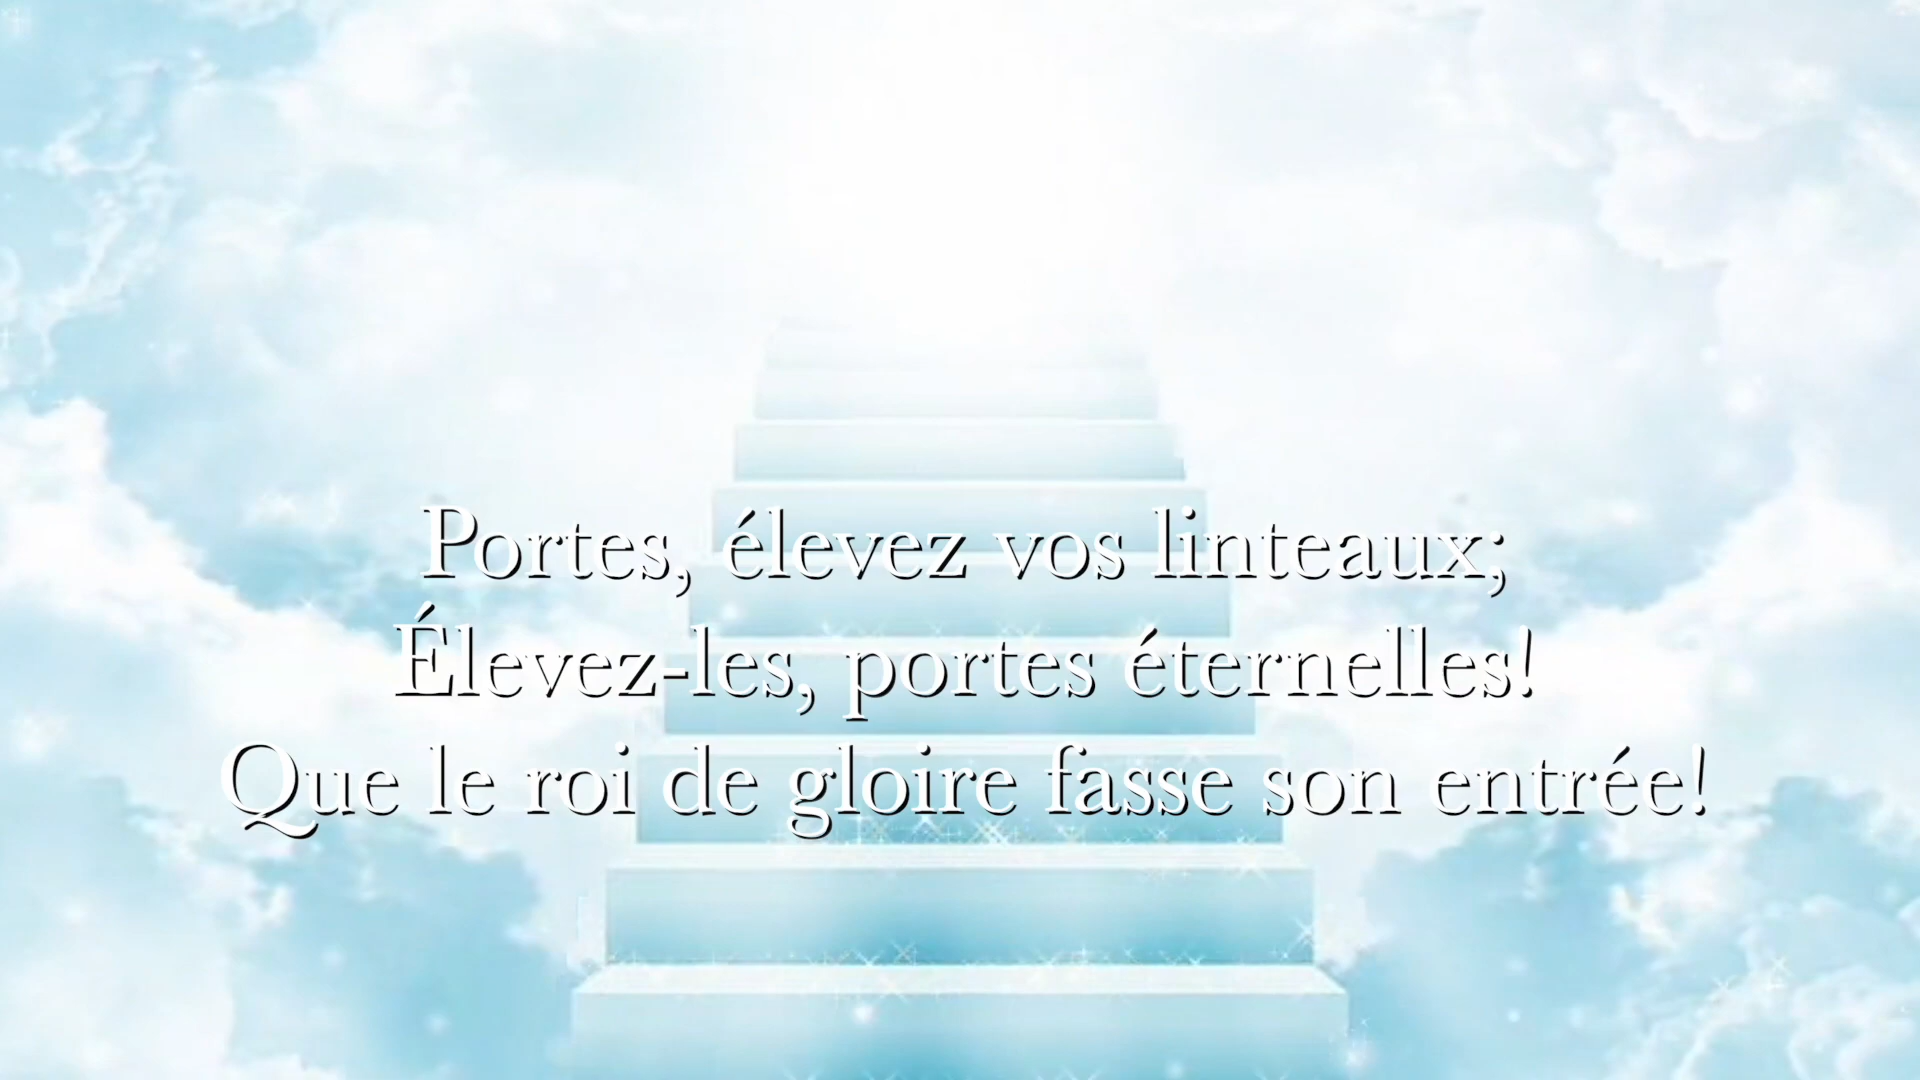 Portes, élevez vos linteaux;
Élevez-les, portes éternelles!
Que le roi de gloire fasse son entrée!